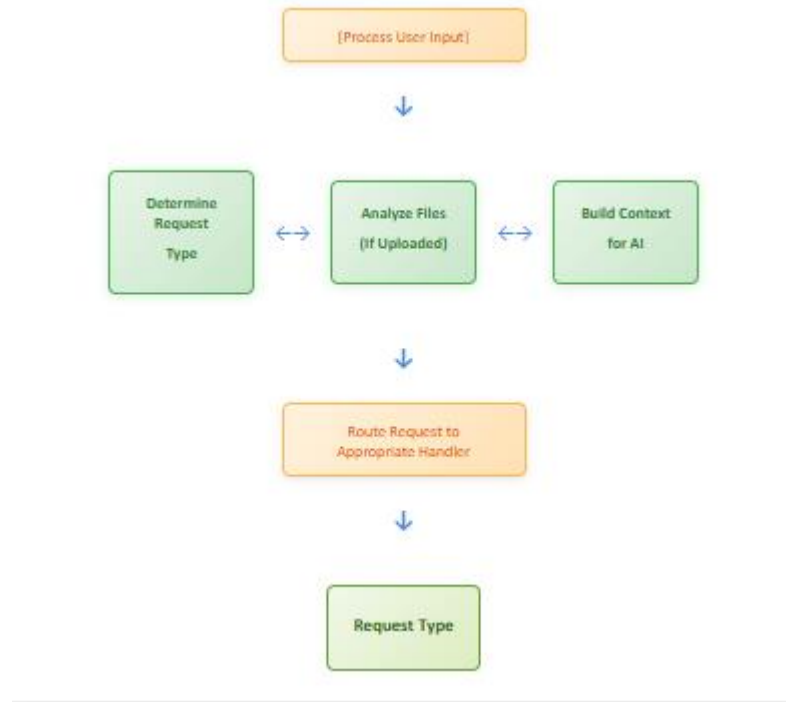 [Process User Input]
Determine
Request
Type
Analyze Files
(If Uploaded)
Build Context
for AI
Route Request to
Appropriate Handler
Request Type